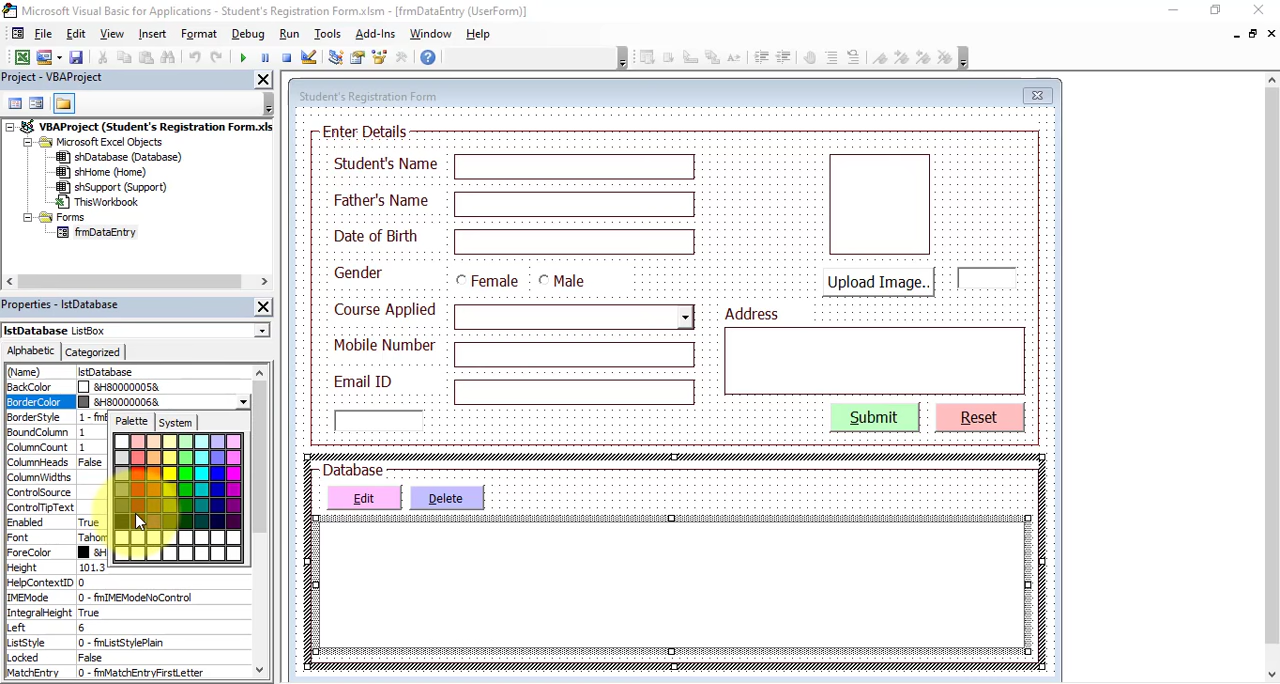 Microsoft Visual Basic for Applications - Student's Registration Form.xlsm - [frmDataEntry (UserForm)]
File Edit View Insert Format Debug Run Tools Add-Ins Window Help
Project - VBAProject
VBAProject (Student's Registration Form.xls
Microsoft Excel Objects
shDatabase (Database)
shHome (Home)
shSupport (Support)
ThisWorkbook
Forms
frmDataEntry
Properties - lstDatabase
lstDatabase ListBox
Alphabetic Categorized
(Name) lstDatabase
BackColor &H80000005&
BorderColor &H80000006&
BorderStyle 1 - fmB
BoundColumn 1
ColumnCount 1
ColumnHeads False
ColumnWidths
ControlSource
ControlTipText
Enabled True
Font Tahom
ForeColor &H
Height 101.3
HelpContextID 0
IMEMode 0 - fmIMEModeNoControl
IntegralHeight True
Left 6
ListStyle 0 - fmListStylePlain
Locked False
MatchEntry 0 - fmMatchEntryFirstLetter
Palette System
Student's Registration Form
Enter Details
Student's Name
Father's Name
Date of Birth
Gender Female Male
Course Applied
Mobile Number
Email ID
Upload Image..
Address
Submit Reset
Database
Edit Delete